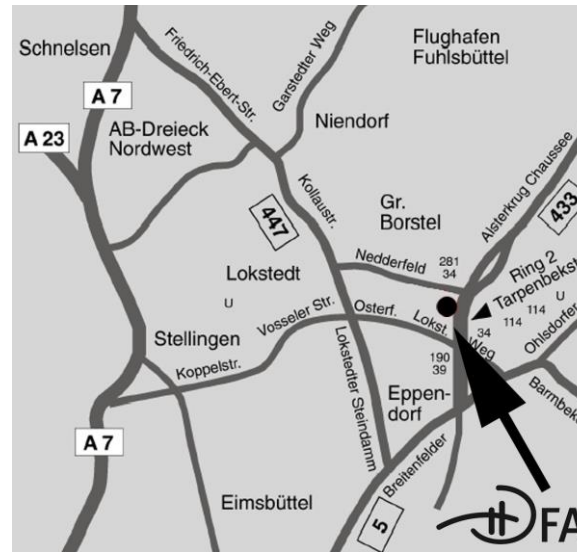 Schnelsen
Friedrich-Ebert-Str.
Garstedter Weg
Flughafen
Fuhlsbüttel
A 7
A 23
AB-Dreieck
Nordwest
Niendorf
Kollaustr.
447
Gr.
Borstel
Alsterkrug Chaussee
433
Nedderfeld
281
34
Ring 2
Tarpenbekst
Lokstedt
U
Vosseler Str.
Osterf.
Lokst.
Weg
34
114
114
U
Ohlsdorfer
Stellingen
Koppelstr.
Lokstedter Steindamm
190
39
Eppen-
dorf
Barmbek
A 7
Breitenfelder
5
Eimsbüttel
FA